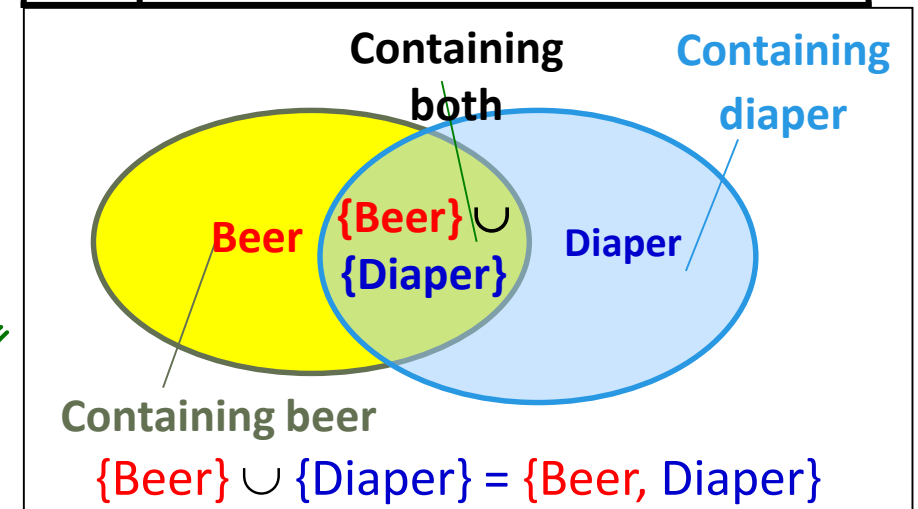 Containing
both
Containing
diaper
Beer
{Beer} ∪
{Diaper}
Diaper
Containing beer
{Beer} ∪ {Diaper} = {Beer, Diaper}